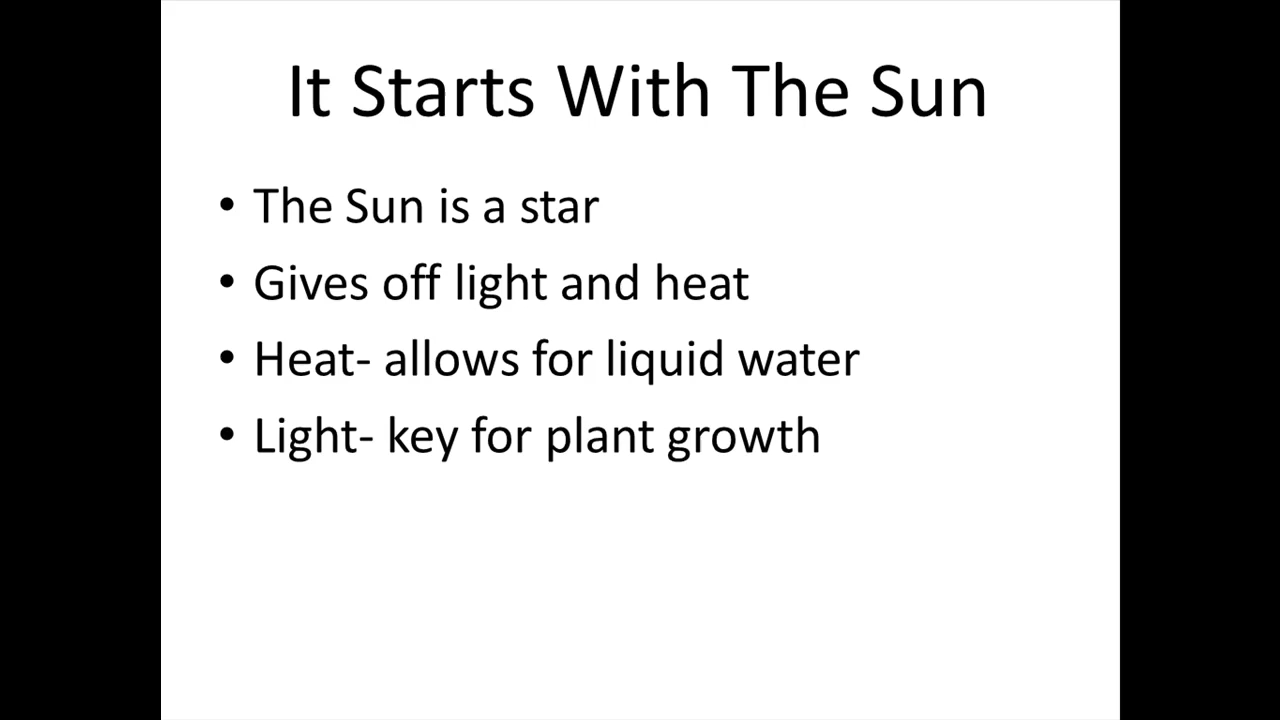 It Starts With The Sun
• The Sun is a star
• Gives off light and heat
• Heat- allows for liquid water
• Light- key for plant growth